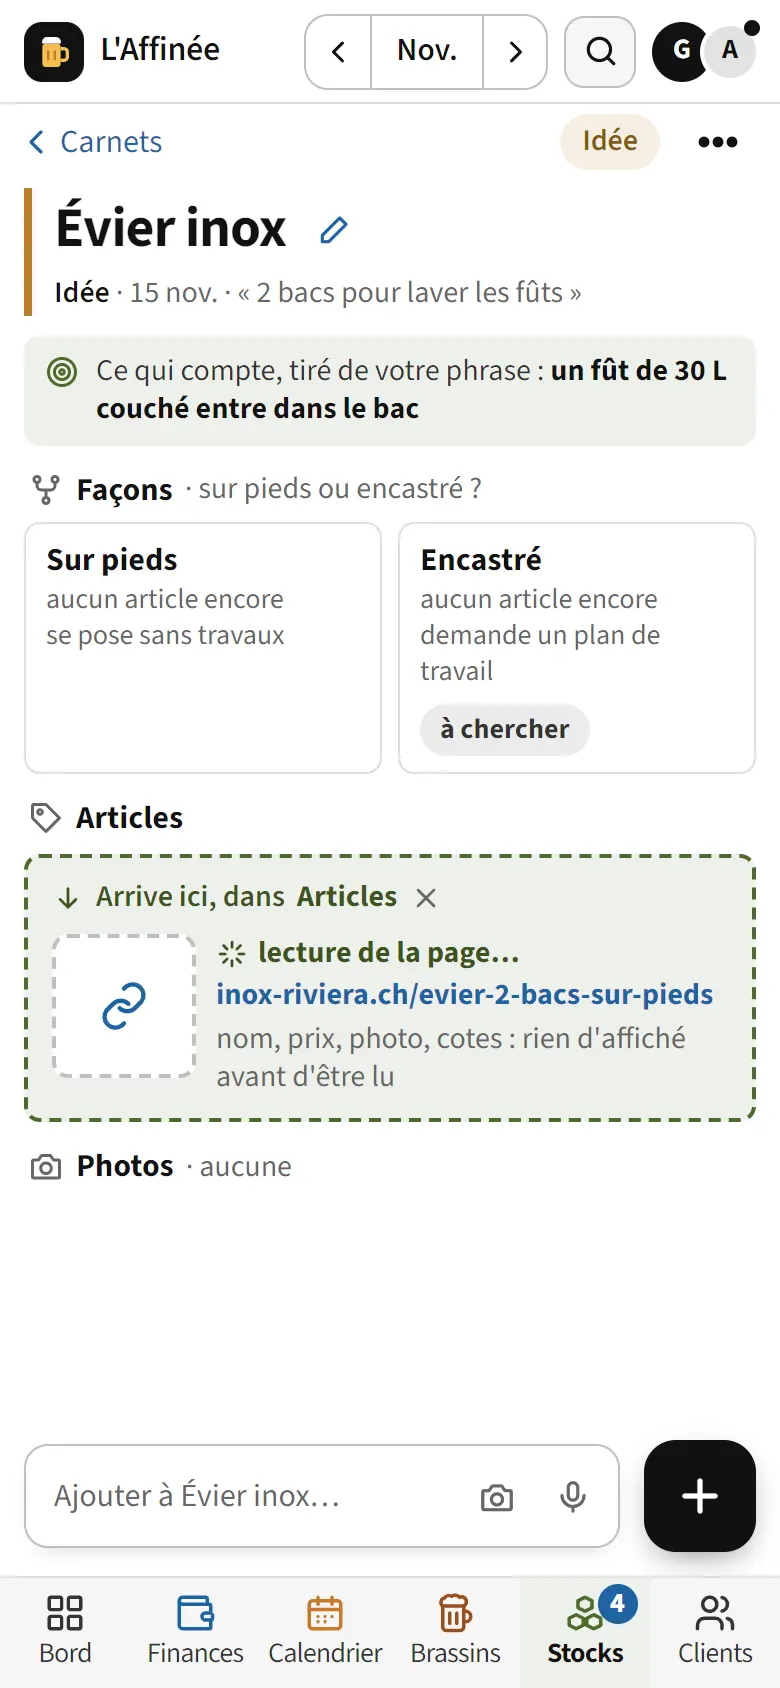 L'Affinée
Nov.
G
A
Carnets
Idée
Évier inox
Idée · 15 nov. · « 2 bacs pour laver les fûts »
Ce qui compte, tiré de votre phrase : un fût de 30 L
couché entre dans le bac
Façons · sur pieds ou encastré ?
Sur pieds
aucun article encore
se pose sans travaux
Encastré
aucun article encore
demande un plan de
travail
à chercher
Articles
Arrive ici, dans Articles
lecture de la page...
inox-riviera.ch/evier-2-bacs-sur-pieds
nom, prix, photo, cotes : rien d'affiché
avant d'être lu
Photos · aucune
Ajouter à Évier inox...
Bord
Finances
Calendrier
Brassins
4
Stocks
Clients